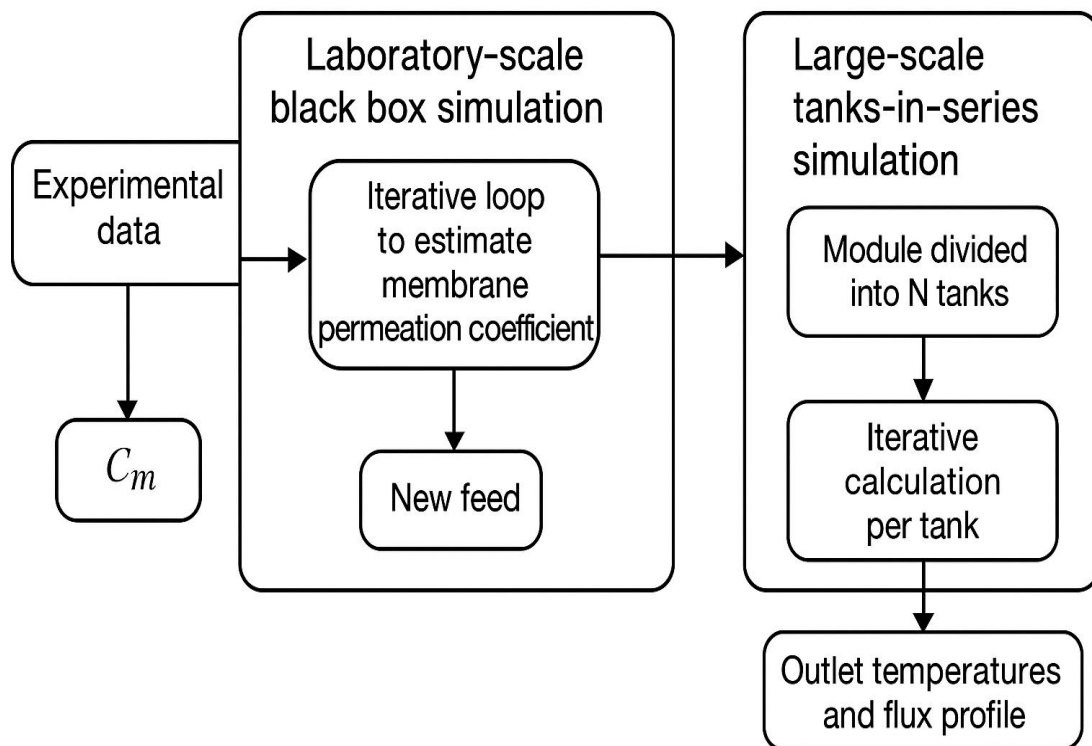 Experimental
data
C_m
Laboratory-scale
black box simulation
Iterative loop
to estimate
membrane
permeation coefficient
New feed
Large-scale
tanks-in-series
simulation
Module divided
into N tanks
Iterative
calculation
per tank
Outlet temperatures
and flux profile